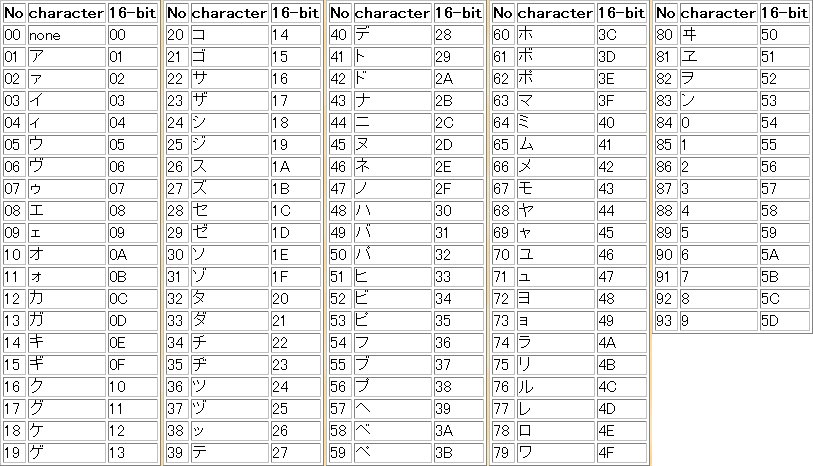 No character 16-bit No character 16-bit No character 16-bit No character 16-bit No character 16-bit
00 none 00 20 コ 14 40 デ 28 60 ホ 3C 80 ヰ 50
01 ア 01 21 ゴ 15 41 ト 29 61 ボ 3D 81 ヱ 51
02 ァ 02 22 サ 16 42 ド 2A 62 ポ 3E 82 ヲ 52
03 イ 03 23 ザ 17 43 ナ 2B 63 マ 3F 83 ン 53
04 ィ 04 24 シ 18 44 ニ 2C 64 ミ 40 84 0 54
05 ウ 05 25 ジ 19 45 ヌ 2D 65 ム 41 85 1 55
06 ヴ 06 26 ス 1A 46 ネ 2E 66 メ 42 86 2 56
07 ゥ 07 27 ズ 1B 47 ノ 2F 67 モ 43 87 3 57
08 エ 08 28 セ 1C 48 ハ 30 68 ヤ 44 88 4 58
09 ェ 09 29 ゼ 1D 49 バ 31 69 ャ 45 89 5 59
10 オ 0A 30 ソ 1E 50 パ 32 70 ユ 46 90 6 5A
11 ォ 0B 31 ゾ 1F 51 ヒ 33 71 ュ 47 91 7 5B
12 カ 0C 32 タ 20 52 ビ 34 72 ヨ 48 92 8 5C
13 ガ 0D 33 ダ 21 53 ピ 35 73 ョ 49 93 9 5D
14 キ 0E 34 チ 22 54 フ 36 74 ラ 4A
15 ギ 0F 35 ヂ 23 55 ブ 37 75 リ 4B
16 ク 10 36 ツ 24 56 プ 38 76 ル 4C
17 グ 11 37 ヅ 25 57 ヘ 39 77 レ 4D
18 ケ 12 38 ッ 26 58 ベ 3A 78 ロ 4E
19 ゲ 13 39 テ 27 59 ペ 3B 79 ワ 4F